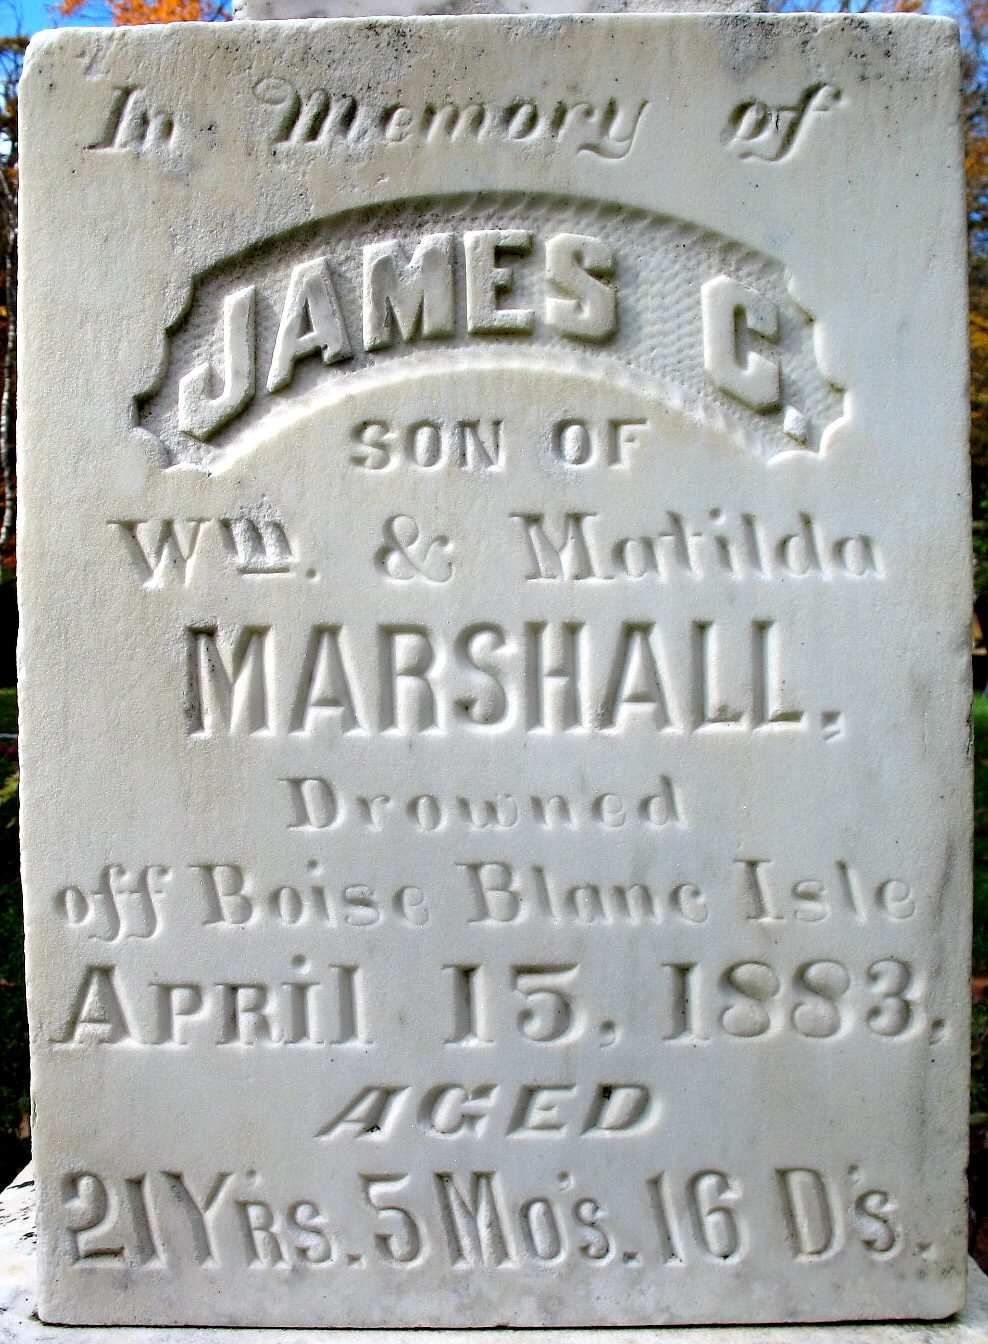 In Memory of
JAMES C.
SON OF
Wm. & Matilda
MARSHALL,
Drowned
off Boise Blanc Isle
April 15, 1883,
AGED
21 Yrs. 5 Mo's. 16 D's.